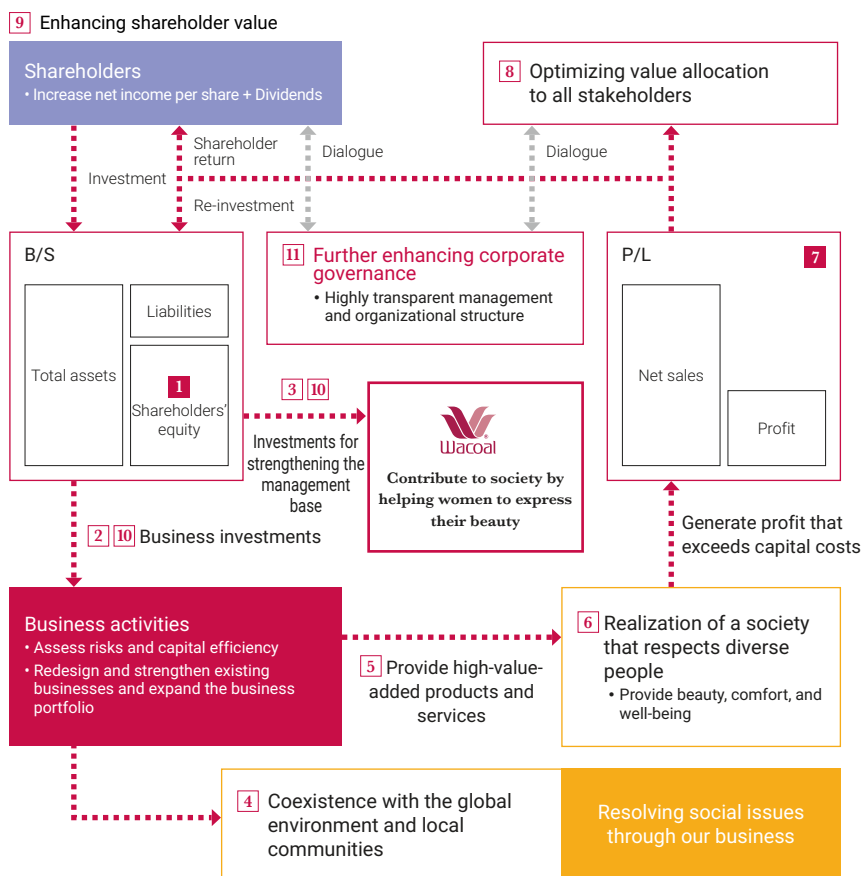 9 Enhancing shareholder value
Shareholders
• Increase net income per share + Dividends
8 Optimizing value allocation
to all stakeholders
Investment
Shareholder
return
Re-investment
Dialogue
Dialogue
B/S
Total assets
Liabilities
1
Shareholders'
equity
11 Further enhancing corporate
governance
• Highly transparent management
and organizational structure
P/L
7
Net sales
Profit
3 10
Investments for
strengthening the
management
base
Wacoal®
Contribute to society by
helping women to express
their beauty
2 10 Business investments
Generate profit that
exceeds capital costs
Business activities
• Assess risks and capital efficiency
• Redesign and strengthen existing
businesses and expand the business
portfolio
5 Provide high-value-
added products and
services
6 Realization of a society
that respects diverse
people
• Provide beauty, comfort, and
well-being
4 Coexistence with the global
environment and local
communities
Resolving social issues
through our business